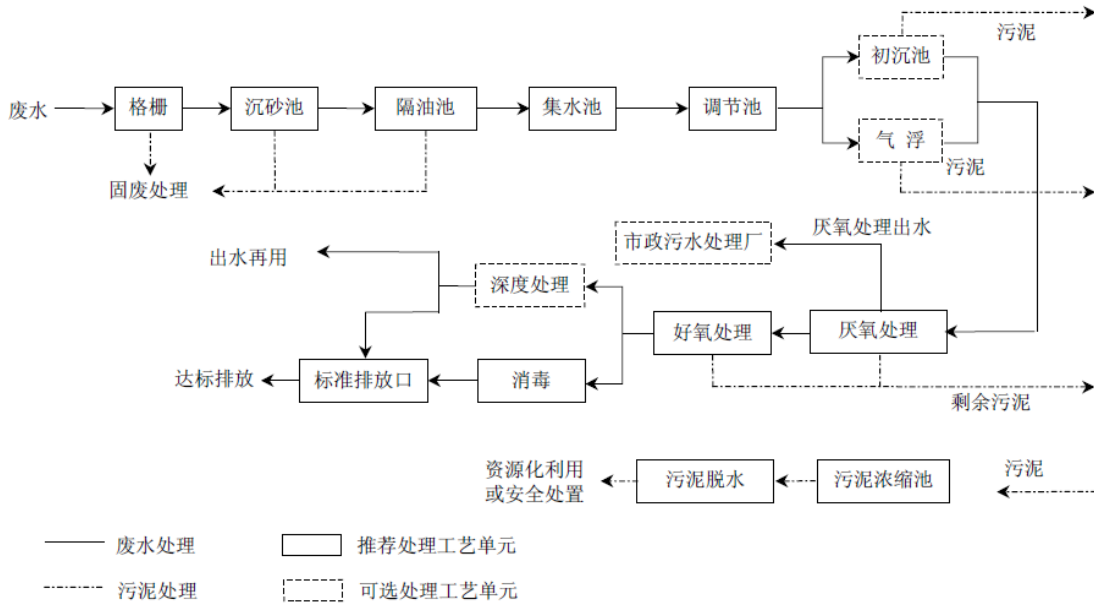 污泥
初沉池
废水
格栅
沉砂池
隔油池
集水池
调节池
气 浮
污泥
固废处理
厌氧处理出水
市政污水处理厂
出水再用
深度处理
好氧处理
厌氧处理
达标排放
标准排放口
消毒
剩余污泥
资源化利用
或安全处置
污泥脱水
污泥浓缩池
污泥
废水处理
推荐处理工艺单元
污泥处理
可选处理工艺单元